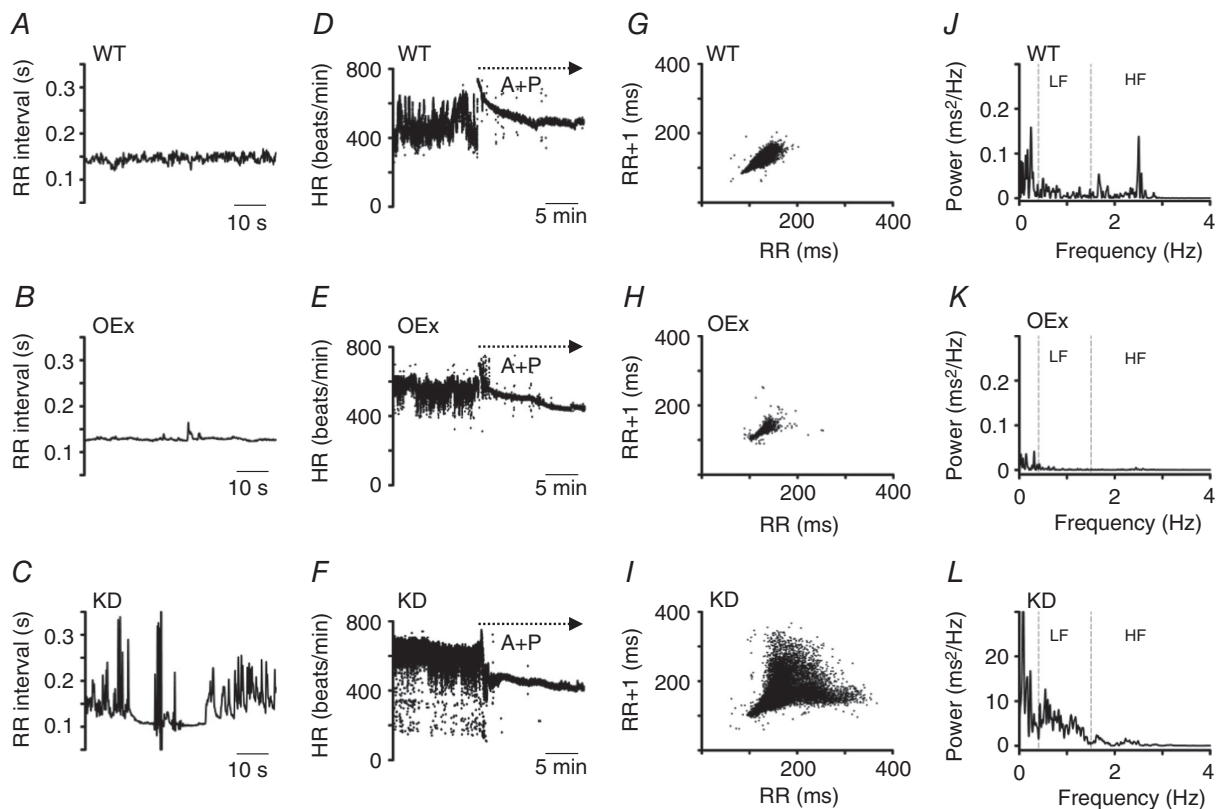 A
WT
RR interval (s)
0.3
0.2
0.1
10 s
D
WT
HR (beats/min)
800
400
0
A+P
5 min
G
WT
RR+1 (ms)
400
200
200
400
RR (ms)
J
WT
Power (ms²/Hz)
0.2
0.1
0
LF
HF
0
2
4
Frequency (Hz)
B
OEx
RR interval (s)
0.3
0.2
0.1
10 s
E
OEx
HR (beats/min)
800
400
0
A+P
5 min
H
OEx
RR+1 (ms)
400
200
200
400
RR (ms)
K
OEx
Power (ms²/Hz)
0.2
0.1
0
LF
HF
0
2
4
Frequency (Hz)
C
KD
RR interval (s)
0.3
0.2
0.1
10 s
F
KD
HR (beats/min)
800
400
0
A+P
5 min
I
KD
RR+1 (ms)
400
200
200
400
RR (ms)
L
KD
Power (ms²/Hz)
20
10
0
LF
HF
0
2
4
Frequency (Hz)